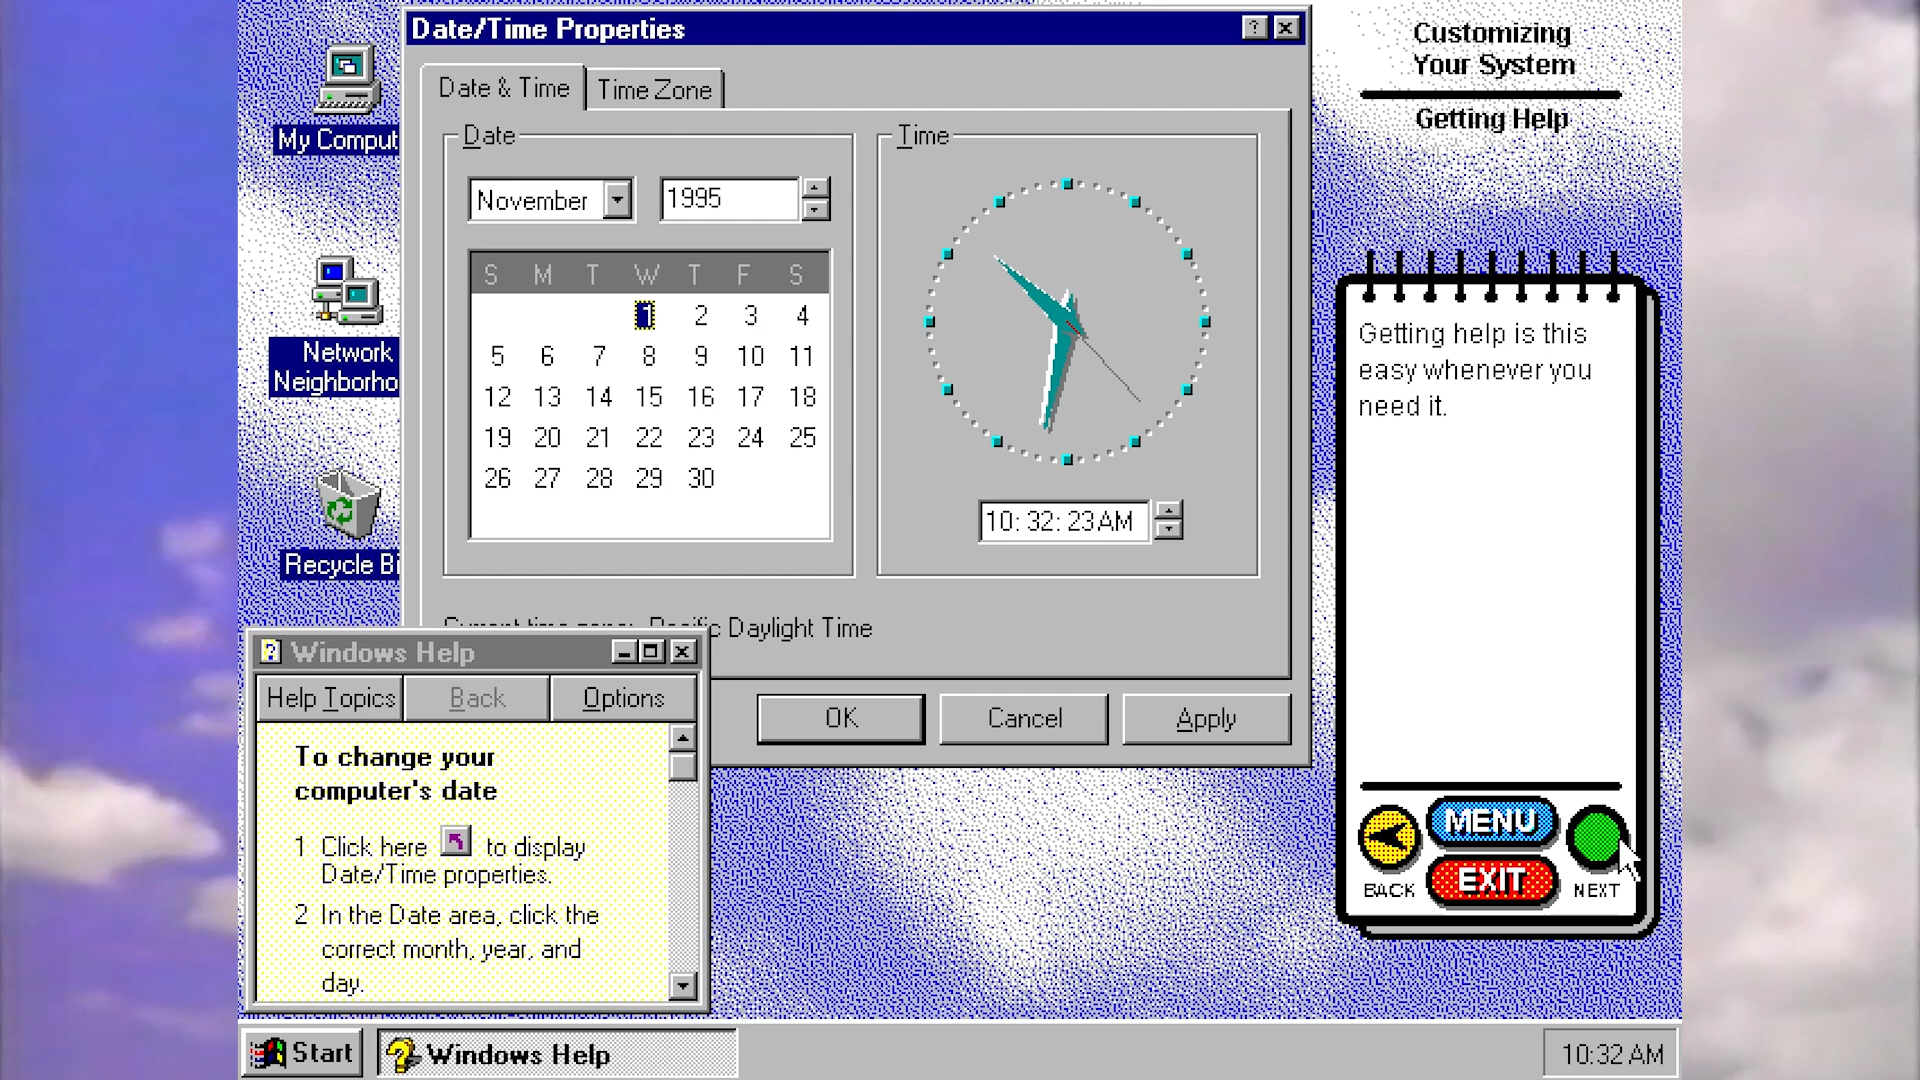 My Comput
Network
Neighborho
Recycle Bi
Date/Time Properties
Date & Time
Time Zone
Date
November
1995
S M T W T F S
1 2 3 4
5 6 7 8 9 10 11
12 13 14 15 16 17 18
19 20 21 22 23 24 25
26 27 28 29 30
Time
10: 32: 23 AM
Current time zone: Pacific Daylight Time
OK
Cancel
Apply
Windows Help
Help Topics
Back
Options
To change your
computer's date
1 Click here to display
Date/Time properties.
2 In the Date area, click the
correct month, year, and
day.
Customizing
Your System
Getting Help
Getting help is this
easy whenever you
need it.
MENU
EXIT
BACK
NEXT
Start
Windows Help
10:32 AM